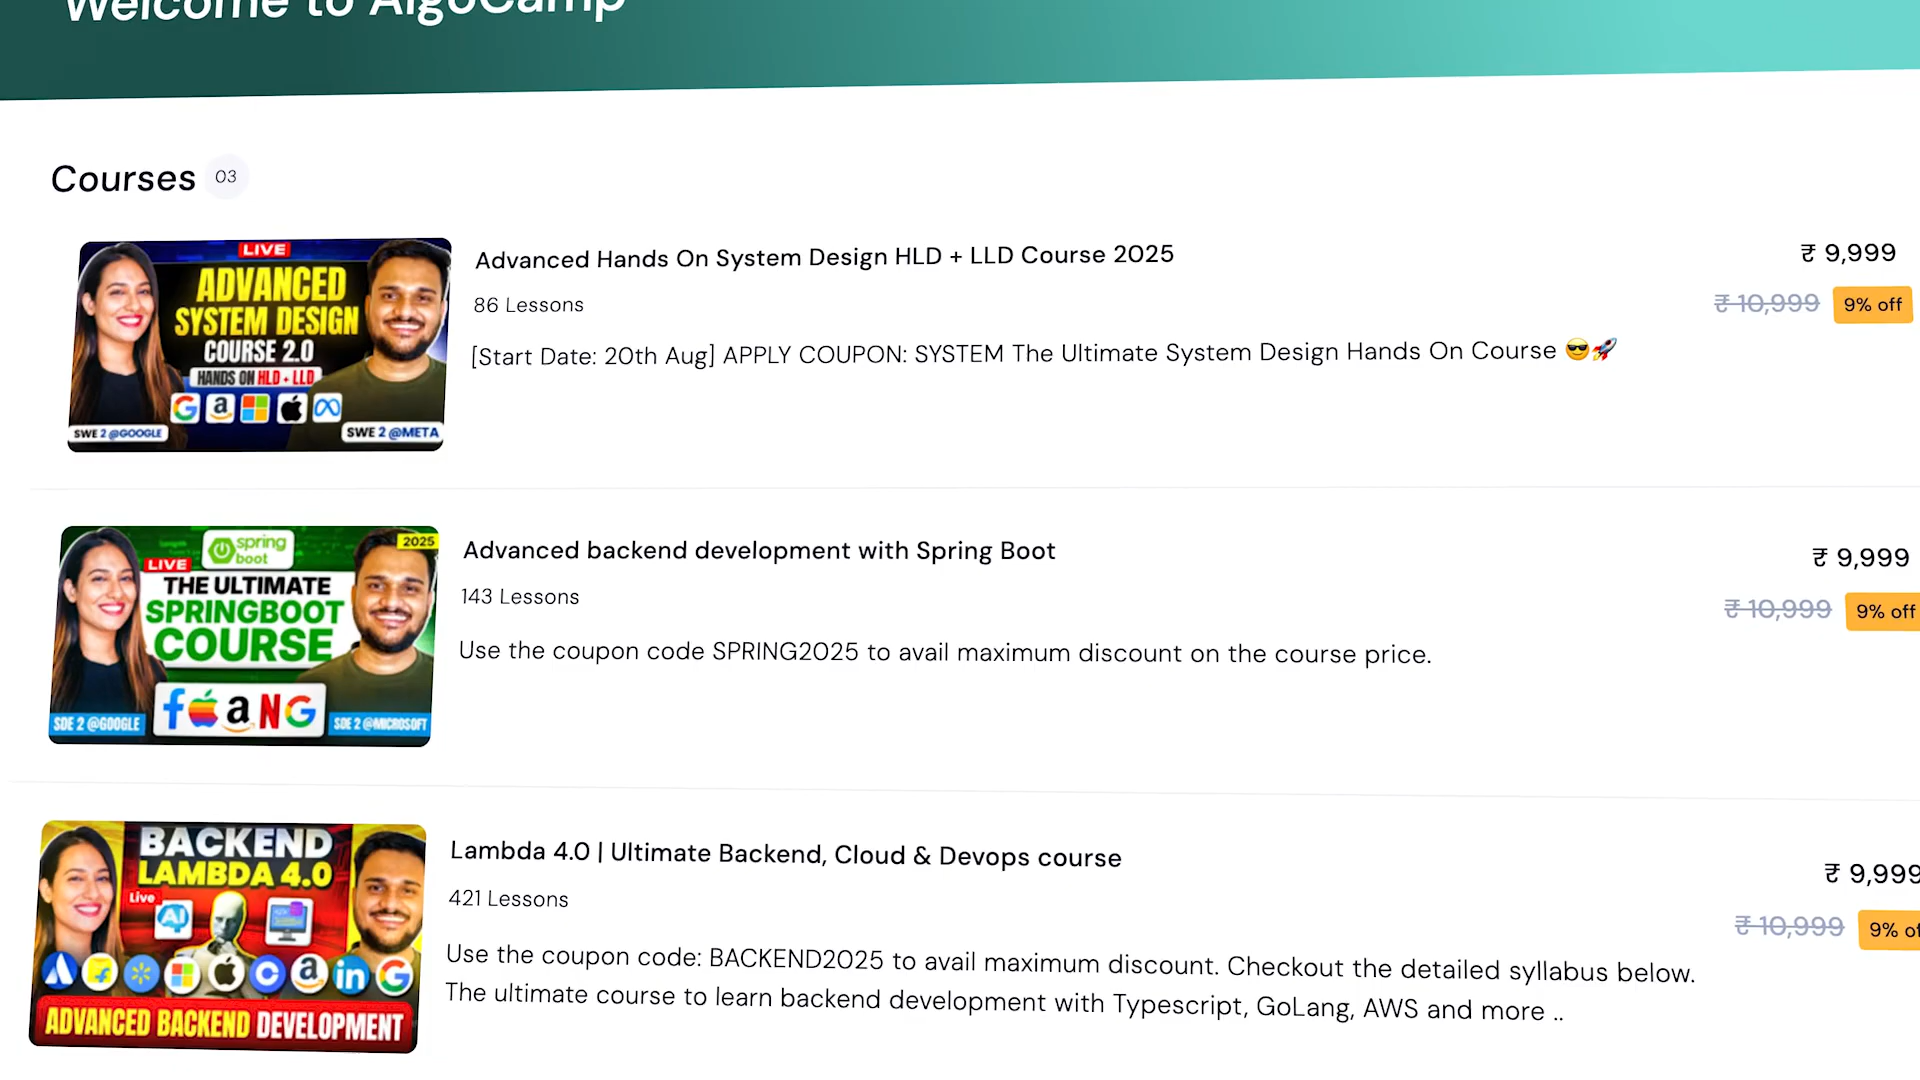 Welcome to AlgoCamp
Courses 03
LIVE
ADVANCED
SYSTEM DESIGN
COURSE 2.0
HANDS ON HLD + LLD
SWE 2 @GOOGLE
SWE 2 @META
Advanced Hands On System Design HLD + LLD Course 2025
86 Lessons
[Start Date: 20th Aug] APPLY COUPON: SYSTEM The Ultimate System Design Hands On Course 😎🚀
₹ 9,999
₹ 10,999 9% off
spring
boot
2025
LIVE
THE ULTIMATE
SPRINGBOOT
COURSE
SDE 2 @GOOGLE
SDE 2 @MICROSOFT
Advanced backend development with Spring Boot
143 Lessons
Use the coupon code SPRING2025 to avail maximum discount on the course price.
₹ 9,999
₹ 10,999 9% off
BACKEND
LAMBDA 4.0
Live
AI
in
ADVANCED BACKEND DEVELOPMENT
Lambda 4.0 | Ultimate Backend, Cloud & Devops course
421 Lessons
Use the coupon code: BACKEND2025 to avail maximum discount. Checkout the detailed syllabus below.
The ultimate course to learn backend development with Typescript, GoLang, AWS and more ..
₹ 9,999
₹ 10,999 9% of